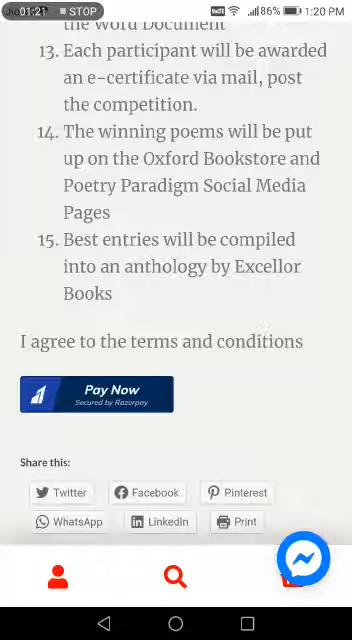 01:21 STOP 86% 1:20 PM
the Word Document
13. Each participant will be awarded
an e-certificate via mail, post
the competition.
14. The winning poems will be put
up on the Oxford Bookstore and
Poetry Paradigm Social Media
Pages
15. Best entries will be compiled
into an anthology by Excellor
Books
I agree to the terms and conditions
Pay Now
Secured by Razorpay
Share this:
Twitter Facebook Pinterest
WhatsApp LinkedIn Print